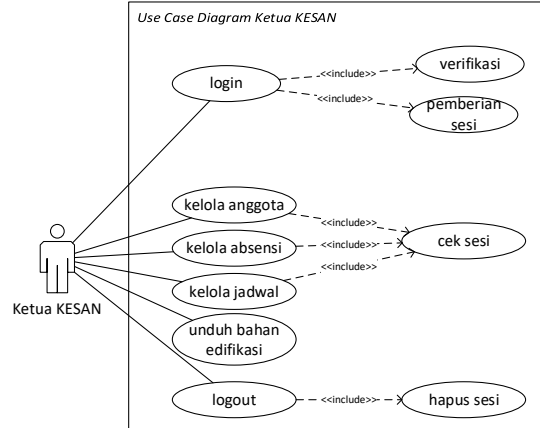 Use Case Diagram Ketua KESAN
login
<<include>>
verifikasi
<<include>>
pemberian
sesi
kelola anggota
<<include>>
kelola absensi
<<include>>
cek sesi
kelola jadwal
<<include>>
Ketua KESAN
unduh bahan
edifikasi
logout
<<include>>
hapus sesi